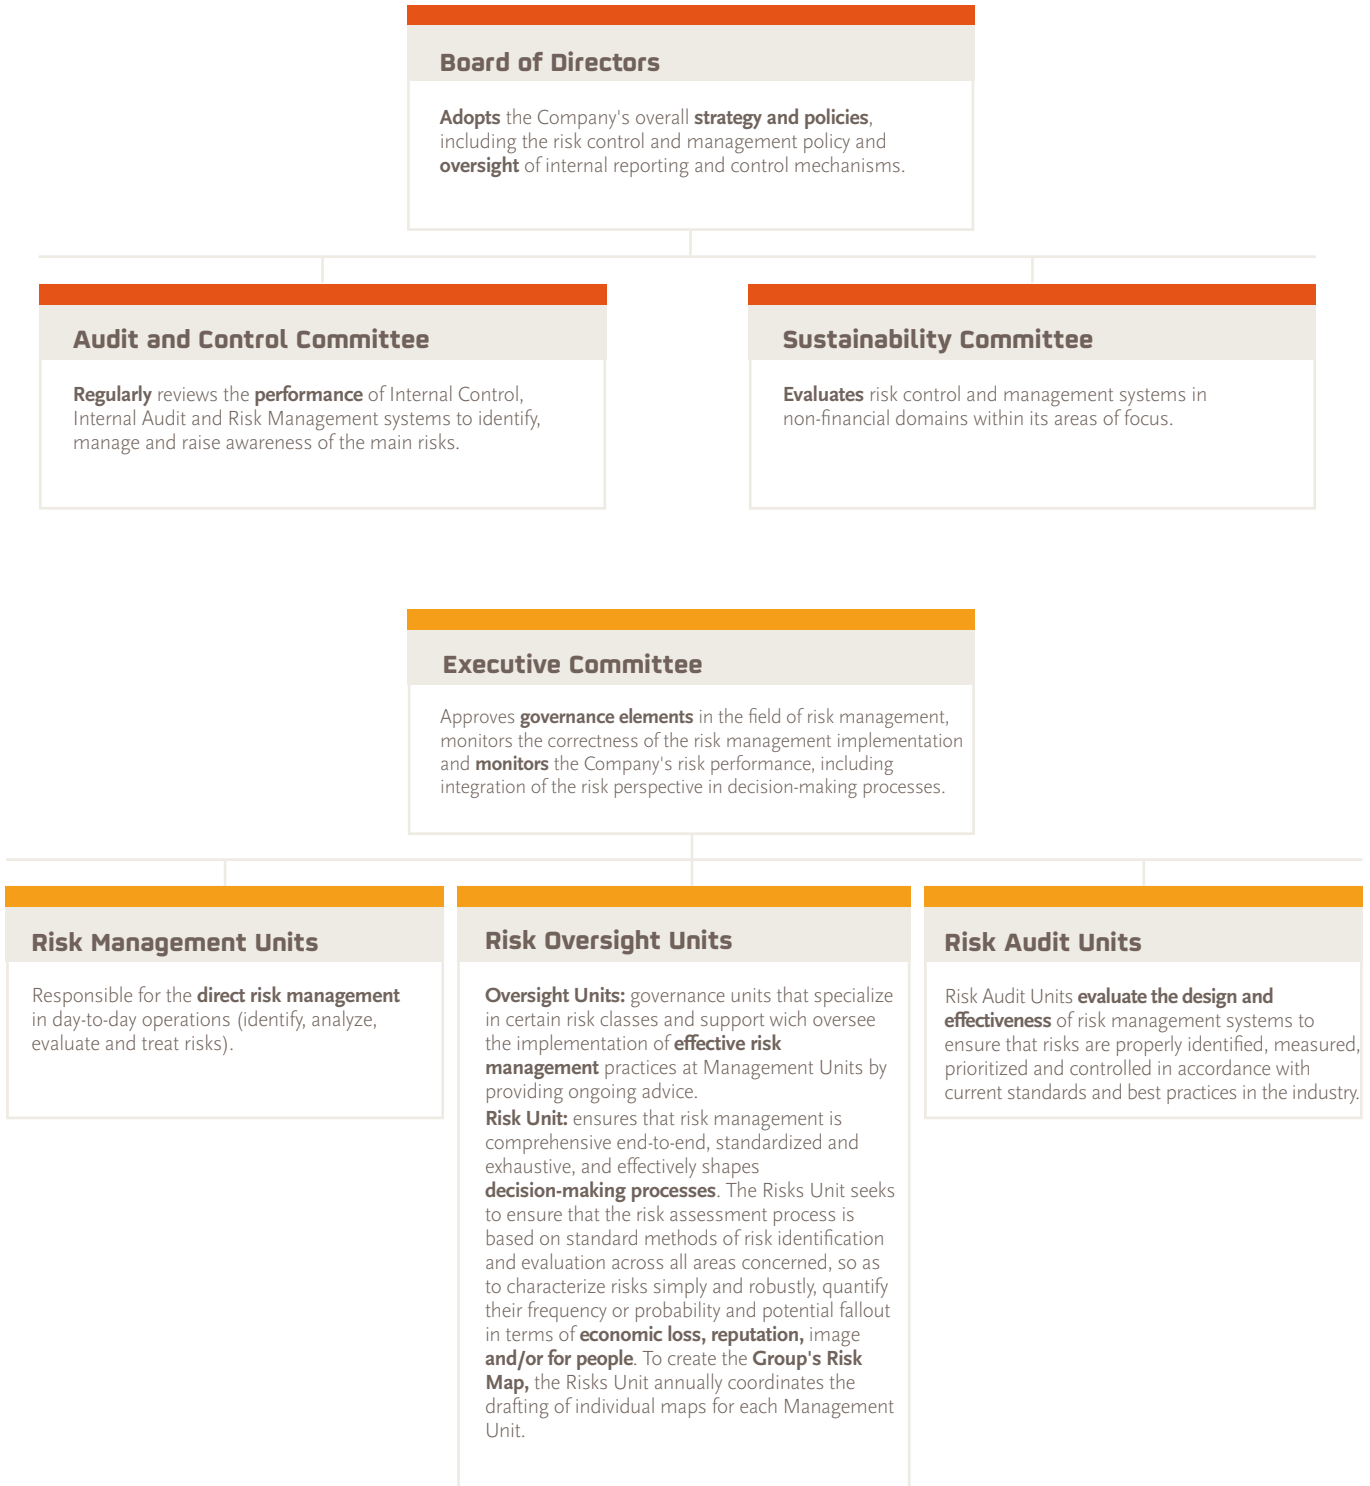 Board of Directors
Adopts the Company's overall strategy and policies,
including the risk control and management policy and
oversight of internal reporting and control mechanisms.
Audit and Control Committee
Regularly reviews the performance of Internal Control,
Internal Audit and Risk Management systems to identify,
manage and raise awareness of the main risks.
Sustainability Committee
Evaluates risk control and management systems in
non-financial domains within its areas of focus.
Executive Committee
Approves governance elements in the field of risk management,
monitors the correctness of the risk management implementation
and monitors the Company's risk performance, including
integration of the risk perspective in decision-making processes.
Risk Management Units
Responsible for the direct risk management
in day-to-day operations (identify, analyze,
evaluate and treat risks).
Risk Oversight Units
Oversight Units: governance units that specialize
in certain risk classes and support wich oversee
the implementation of effective risk
management practices at Management Units by
providing ongoing advice.
Risk Unit: ensures that risk management is
comprehensive end-to-end, standardized and
exhaustive, and effectively shapes
decision-making processes. The Risks Unit seeks
to ensure that the risk assessment process is
based on standard methods of risk identification
and evaluation across all areas concerned, so as
to characterize risks simply and robustly, quantify
their frequency or probability and potential fallout
in terms of economic loss, reputation, image
and/or for people. To create the Group's Risk
Map, the Risks Unit annually coordinates the
drafting of individual maps for each Management
Unit.
Risk Audit Units
Risk Audit Units evaluate the design and
effectiveness of risk management systems to
ensure that risks are properly identified, measured,
prioritized and controlled in accordance with
current standards and best practices in the industry.